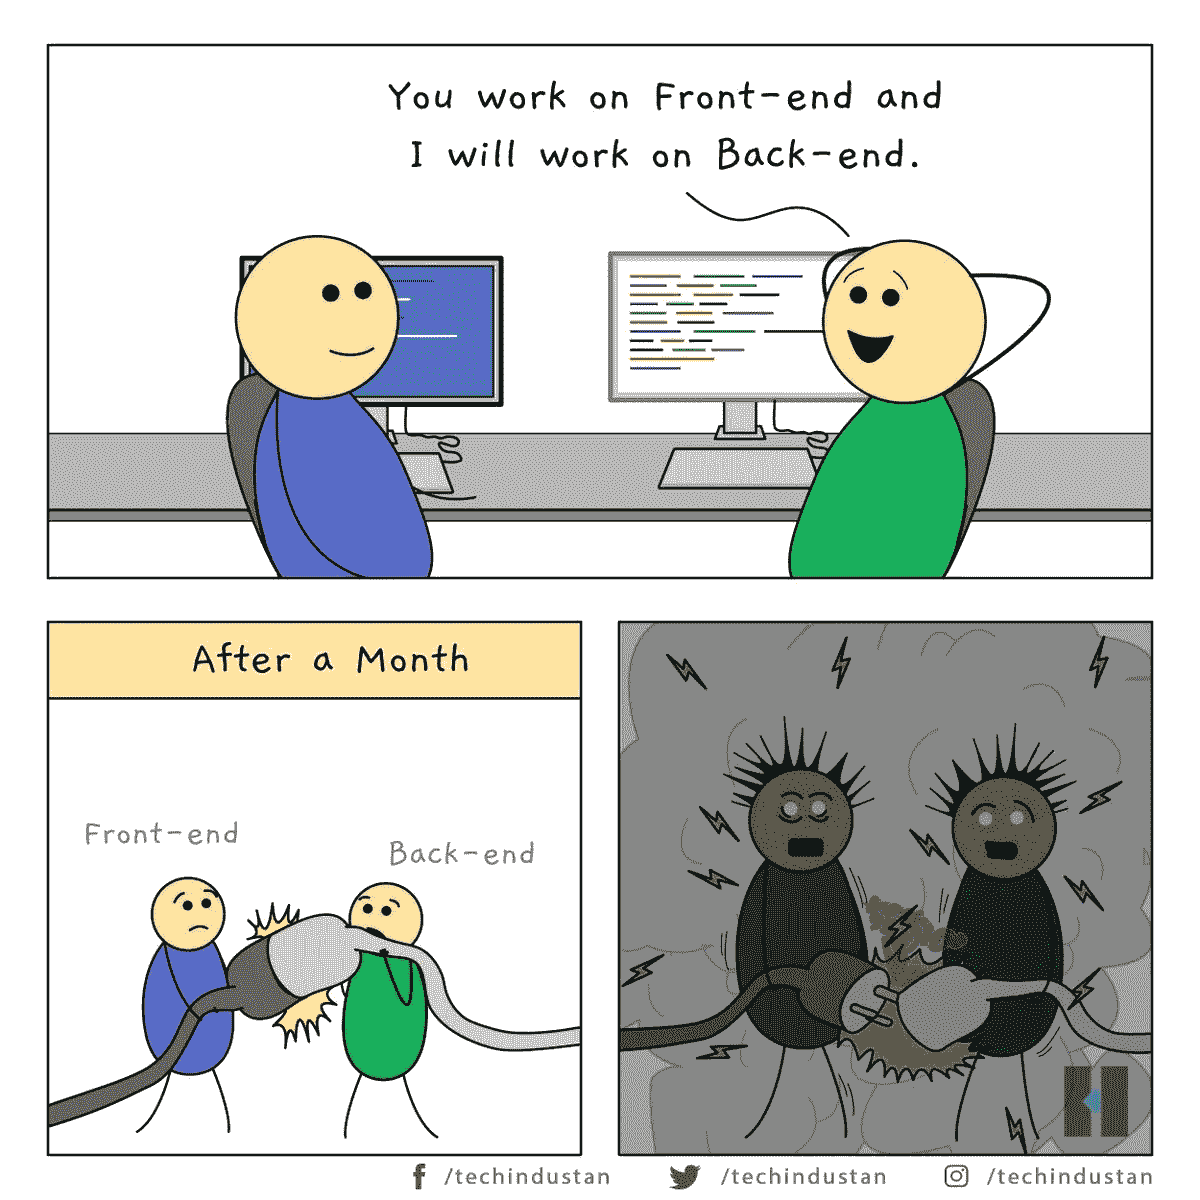 You work on Front-end and
I will work on Back-end.
After a Month
Front-end
Back-end
/techindustan
/techindustan
/techindustan